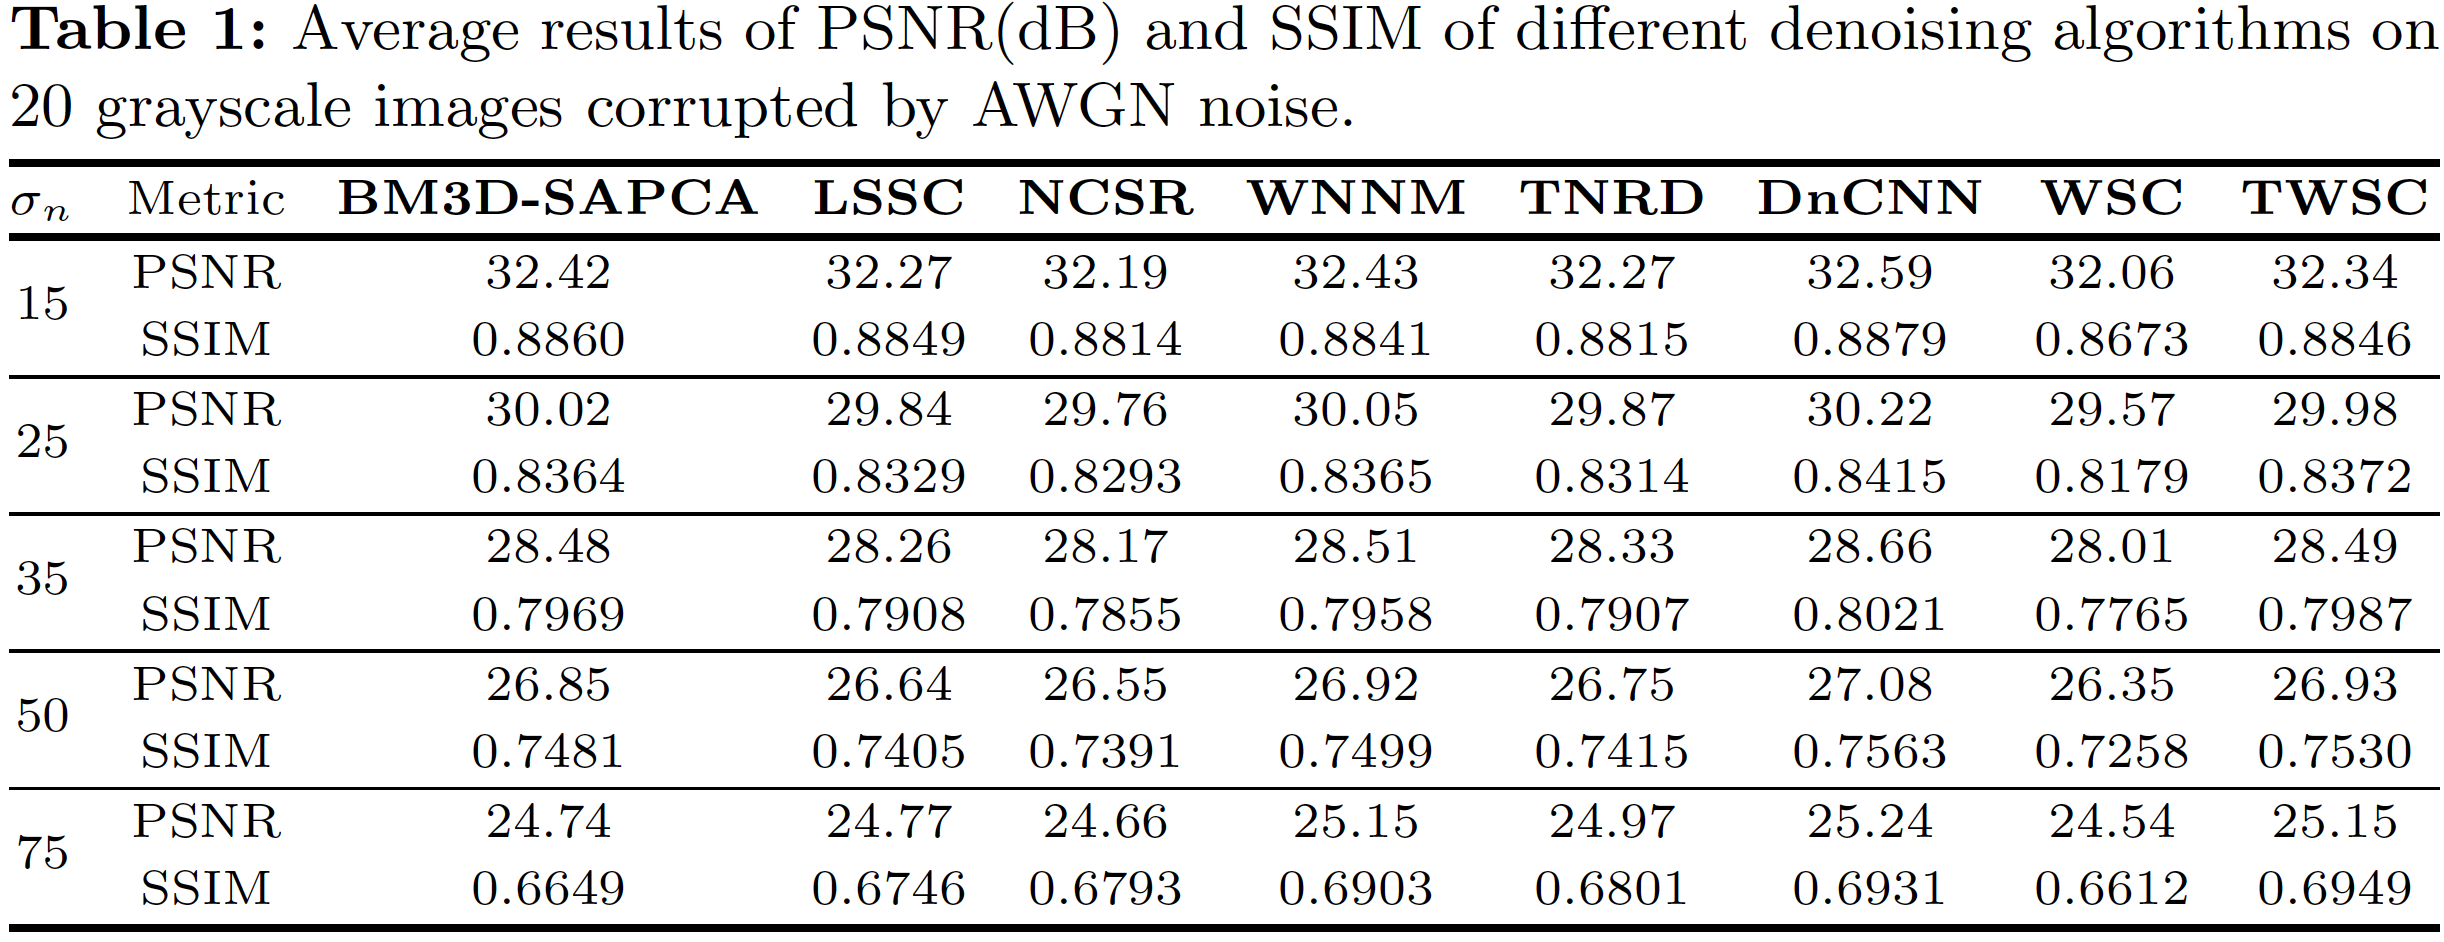 Table 1: Average results of PSNR(dB) and SSIM of different denoising algorithms on
20 grayscale images corrupted by AWGN noise.
σn Metric BM3D-SAPCA LSSC NCSR WNNM TNRD DnCNN WSC TWSC
15 PSNR 32.42 32.27 32.19 32.43 32.27 32.59 32.06 32.34
SSIM 0.8860 0.8849 0.8814 0.8841 0.8815 0.8879 0.8673 0.8846
25 PSNR 30.02 29.84 29.76 30.05 29.87 30.22 29.57 29.98
SSIM 0.8364 0.8329 0.8293 0.8365 0.8314 0.8415 0.8179 0.8372
35 PSNR 28.48 28.26 28.17 28.51 28.33 28.66 28.01 28.49
SSIM 0.7969 0.7908 0.7855 0.7958 0.7907 0.8021 0.7765 0.7987
50 PSNR 26.85 26.64 26.55 26.92 26.75 27.08 26.35 26.93
SSIM 0.7481 0.7405 0.7391 0.7499 0.7415 0.7563 0.7258 0.7530
75 PSNR 24.74 24.77 24.66 25.15 24.97 25.24 24.54 25.15
SSIM 0.6649 0.6746 0.6793 0.6903 0.6801 0.6931 0.6612 0.6949